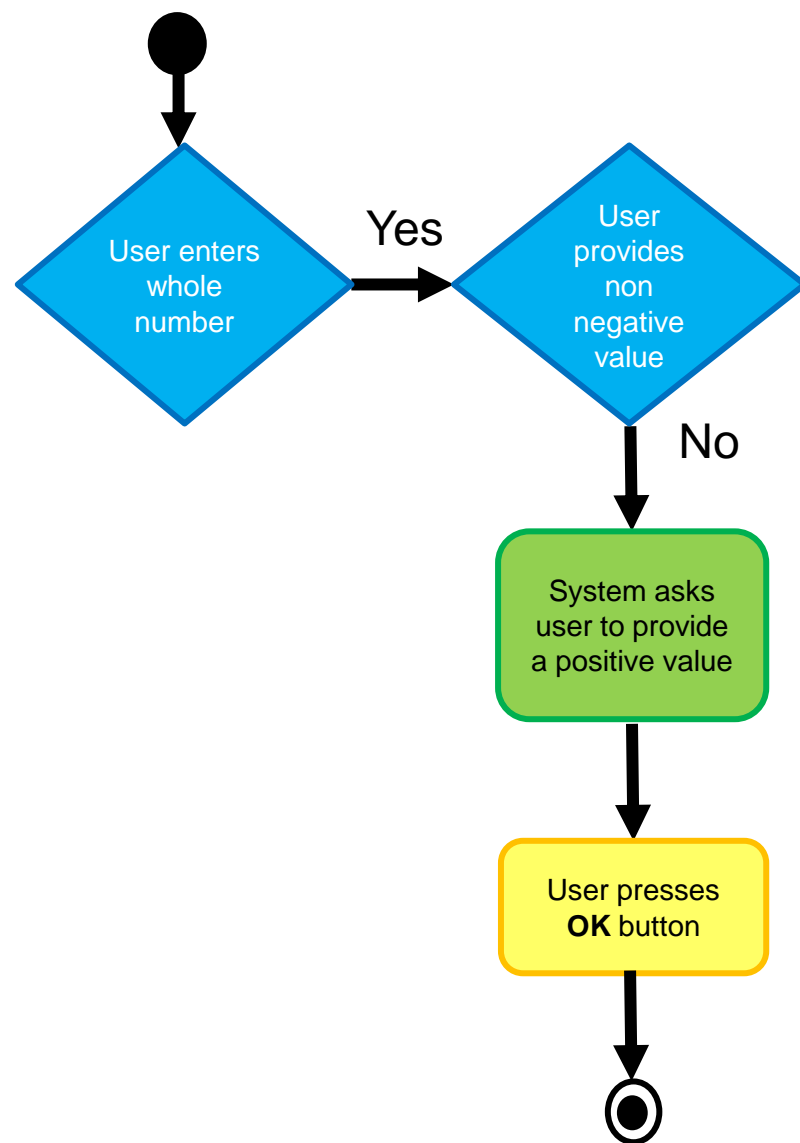 User enters
whole
number
Yes
User
provides
non
negative
value
No
System asks
user to provide
a positive value
User presses
OK button